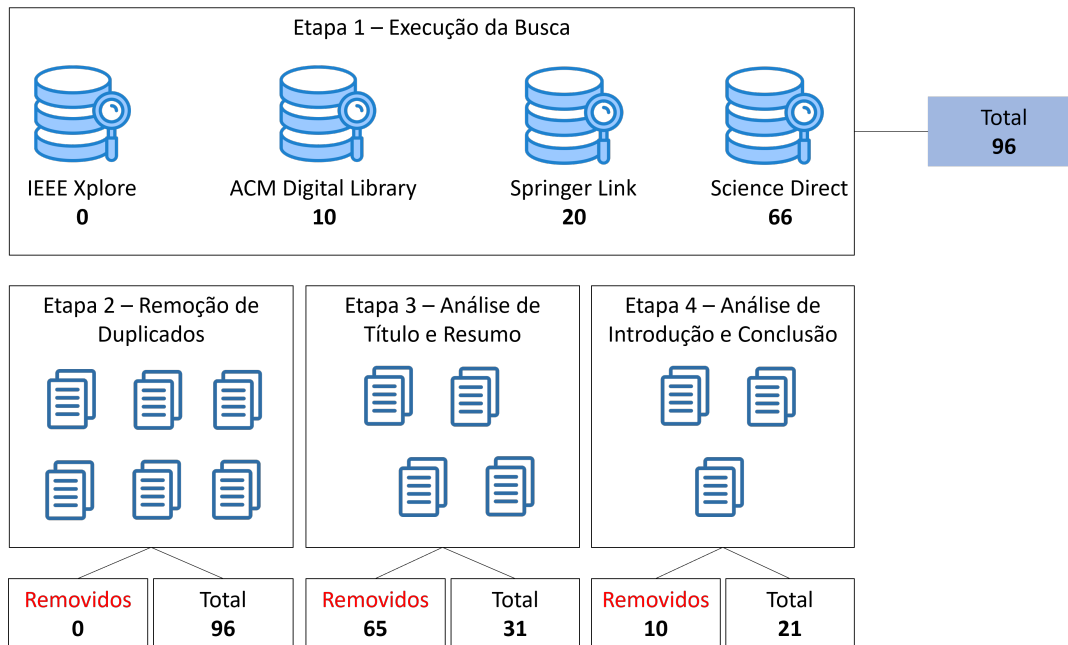 Etapa 1 – Execução da Busca
IEEE Xplore
0
ACM Digital Library
10
Springer Link
20
Science Direct
66
Total
96
Etapa 2 – Remoção de
Duplicados
Removidos
0
Total
96
Etapa 3 – Análise de
Título e Resumo
Removidos
65
Total
31
Etapa 4 – Análise de
Introdução e Conclusão
Removidos
10
Total
21